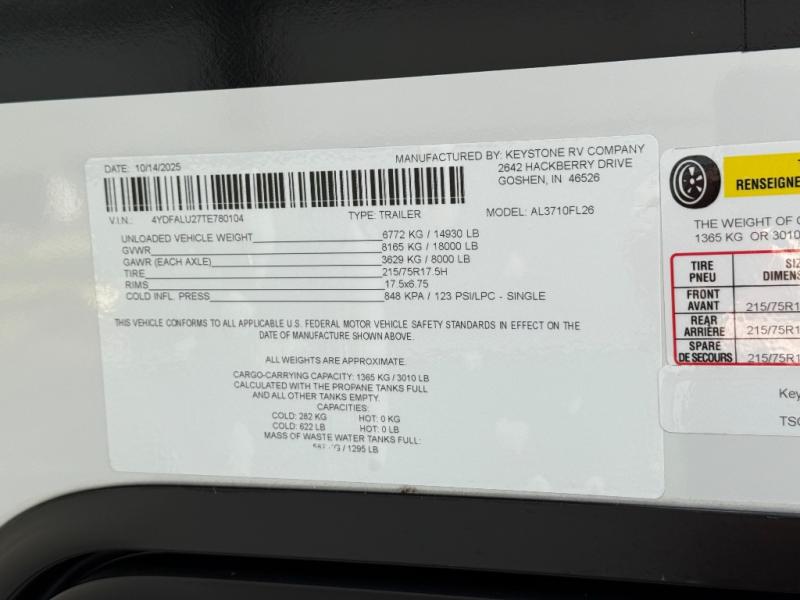 DATE: 10/14/2025
MANUFACTURED BY: KEYSTONE RV COMPANY
2642 HACKBERRY DRIVE
GOSHEN, IN 46526
V.I.N.: 4YDFALU27TE780104 TYPE: TRAILER MODEL: AL3710FL26
UNLOADED VEHICLE WEIGHT 6772 KG / 14930 LB
GVWR 8165 KG / 18000 LB
GAWR (EACH AXLE) 3629 KG / 8000 LB
TIRE 215/75R17.5H
RIMS 17.5x6.75
COLD INFL. PRESS 848 KPA / 123 PSI/LPC - SINGLE
THIS VEHICLE CONFORMS TO ALL APPLICABLE U.S. FEDERAL MOTOR VEHICLE SAFETY STANDARDS IN EFFECT ON THE
DATE OF MANUFACTURE SHOWN ABOVE.
ALL WEIGHTS ARE APPROXIMATE.
CARGO-CARRYING CAPACITY: 1365 KG / 3010 LB
CALCULATED WITH THE PROPANE TANKS FULL
AND ALL OTHER TANKS EMPTY.
CAPACITIES:
COLD: 282 KG HOT: 0 KG
COLD: 622 LB HOT: 0 LB
MASS OF WASTE WATER TANKS FULL:
KG / 1295 LB
RENSEIGNE
THE WEIGHT OF
1365 KG OR 3010
TIRE
PNEU
SIZ
DIMENS
FRONT
AVANT
215/75R1
REAR
ARRIÈRE
215/75R1
SPARE
DE SECOURS
215/75R1
Key
TSC